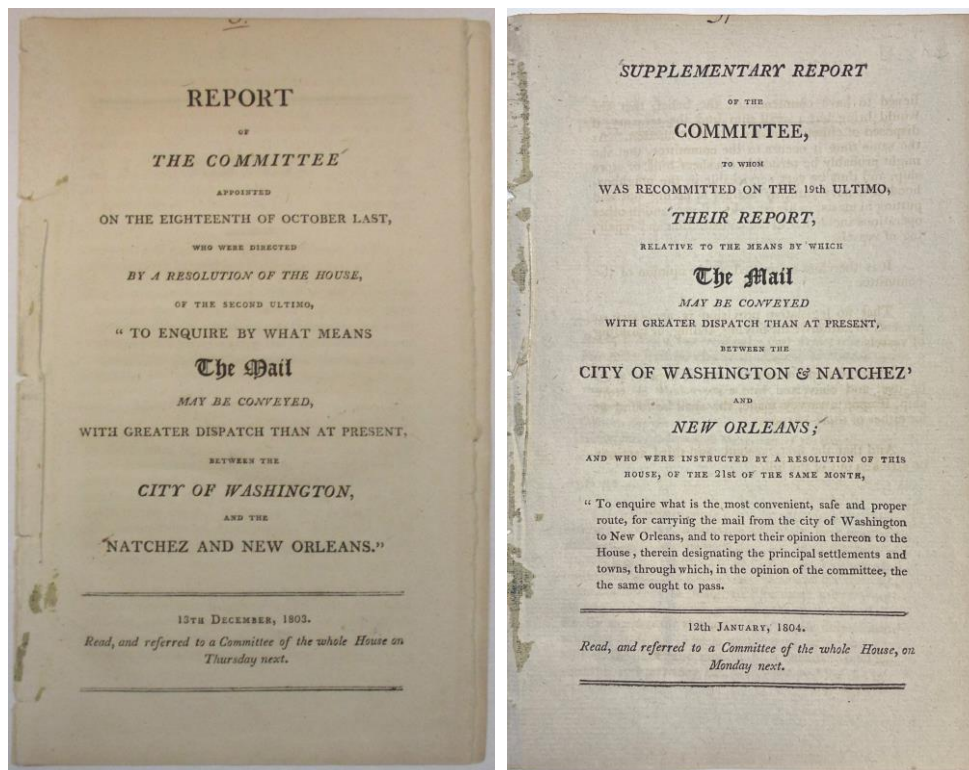 REPORT
OF
THE COMMITTEE
APPOINTED
ON THE EIGHTEENTH OF OCTOBER LAST,
WHO WERE DIRECTED
BY A RESOLUTION OF THE HOUSE,
OF THE SECOND ULTIMO,
“ TO ENQUIRE BY WHAT MEANS
The Mail
MAY BE CONVEYED,
WITH GREATER DISPATCH THAN AT PRESENT,
BETWEEN THE
CITY OF WASHINGTON,
AND THE
NATCHEZ AND NEW ORLEANS.”
13TH DECEMBER, 1803.
Read, and referred to a Committee of the whole House on
Thursday next.
SUPPLEMENTARY REPORT
OF THE
COMMITTEE,
TO WHOM
WAS RECOMMITTED ON THE 19th ULTIMO,
THEIR REPORT,
RELATIVE TO THE MEANS BY WHICH
The Mail
MAY BE CONVEYED
WITH GREATER DISPATCH THAN AT PRESENT,
BETWEEN THE
CITY OF WASHINGTON & NATCHEZ’
AND
NEW ORLEANS;
AND WHO WERE INSTRUCTED BY A RESOLUTION OF THIS
HOUSE, OF THE 21st OF THE SAME MONTH,
“ To enquire what is the most convenient, safe and proper
route, for carrying the mail from the city of Washington
to New Orleans, and to report their opinion thereon to the
House, therein designating the principal settlements and
towns, through which, in the opinion of the committee, the
the same ought to pass.
12th JANUARY, 1804.
Read, and referred to a Committee of the whole House, on
Monday next.